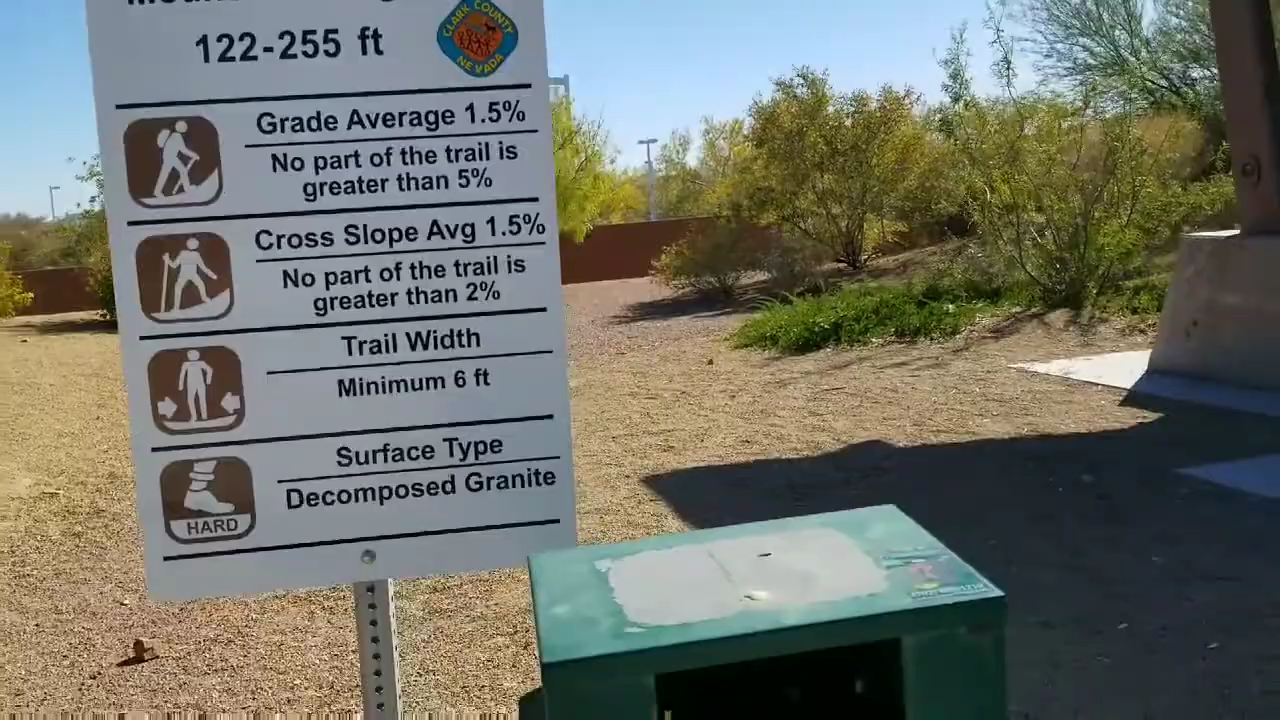 122-255 ft
CLARK COUNTY
NEVADA
Grade Average 1.5%
No part of the trail is
greater than 5%
Cross Slope Avg 1.5%
No part of the trail is
greater than 2%
Trail Width
Minimum 6 ft
Surface Type
Decomposed Granite
HARD